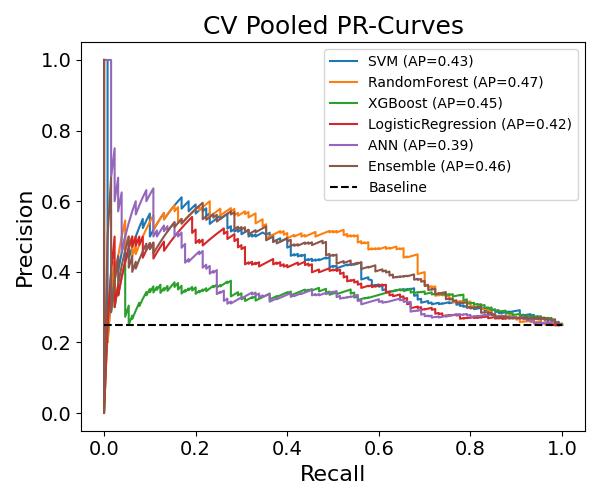 CV Pooled PR-Curves
SVM (AP=0.43)
RandomForest (AP=0.47)
XGBoost (AP=0.45)
LogisticRegression (AP=0.42)
ANN (AP=0.39)
Ensemble (AP=0.46)
Baseline
Precision
1.0
0.8
0.6
0.4
0.2
0.0
0.0 0.2 0.4 0.6 0.8 1.0
Recall